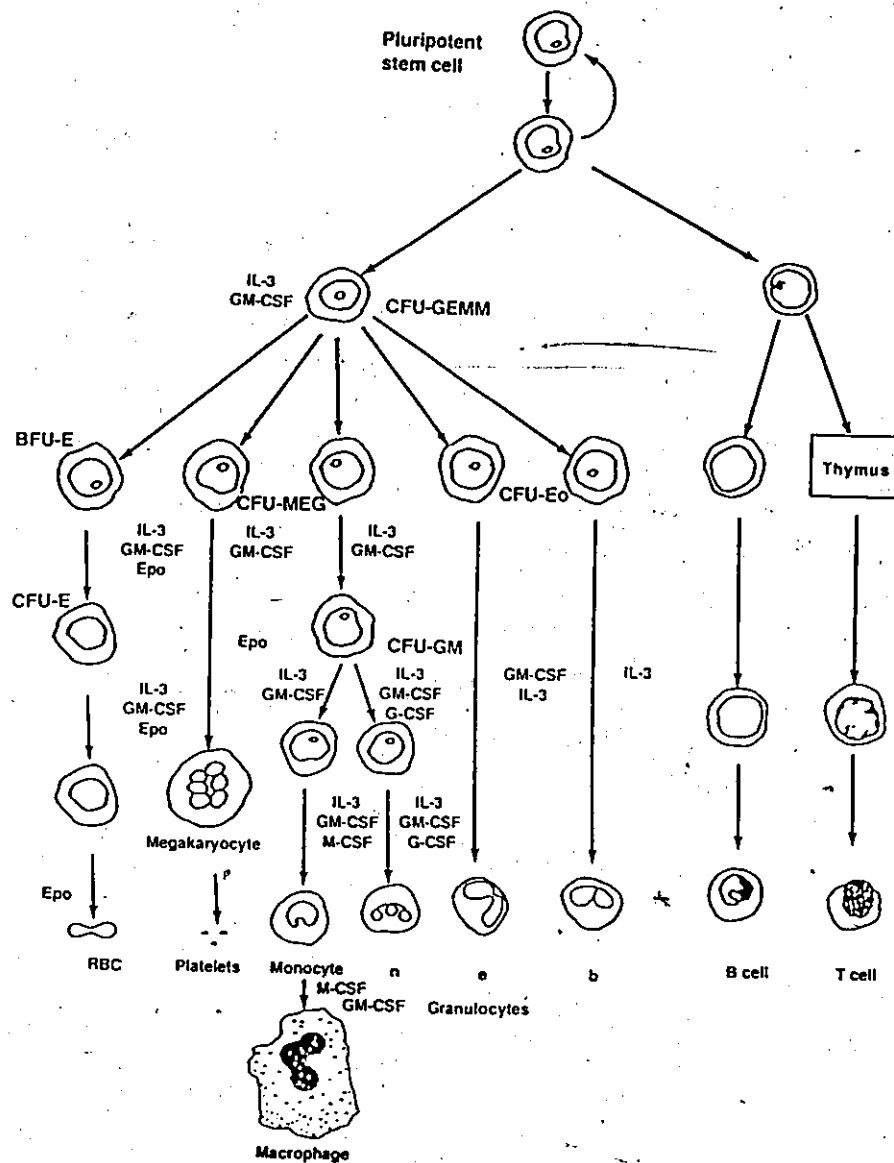 Pluripotent
stem cell
IL-3
GM-CSF
CFU-GEMM
BFU-E
CFU-MEG
CFU-Eo
Thymus
IL-3
GM-CSF
Epo
IL-3
GM-CSF
IL-3
GM-CSF
CFU-E
Epo
CFU-GM
IL-3
GM-CSF
Epo
IL-3
GM-CSF
IL-3
GM-CSF
G-CSF
GM-CSF
IL-3
IL-3
Megakaryocyte
IL-3
GM-CSF
M-CSF
IL-3
GM-CSF
G-CSF
Epo
RBC
Platelets
Monocyte
n
e
b
B cell
T cell
M-CSF
GM-CSF
Granulocytes
Macrophage